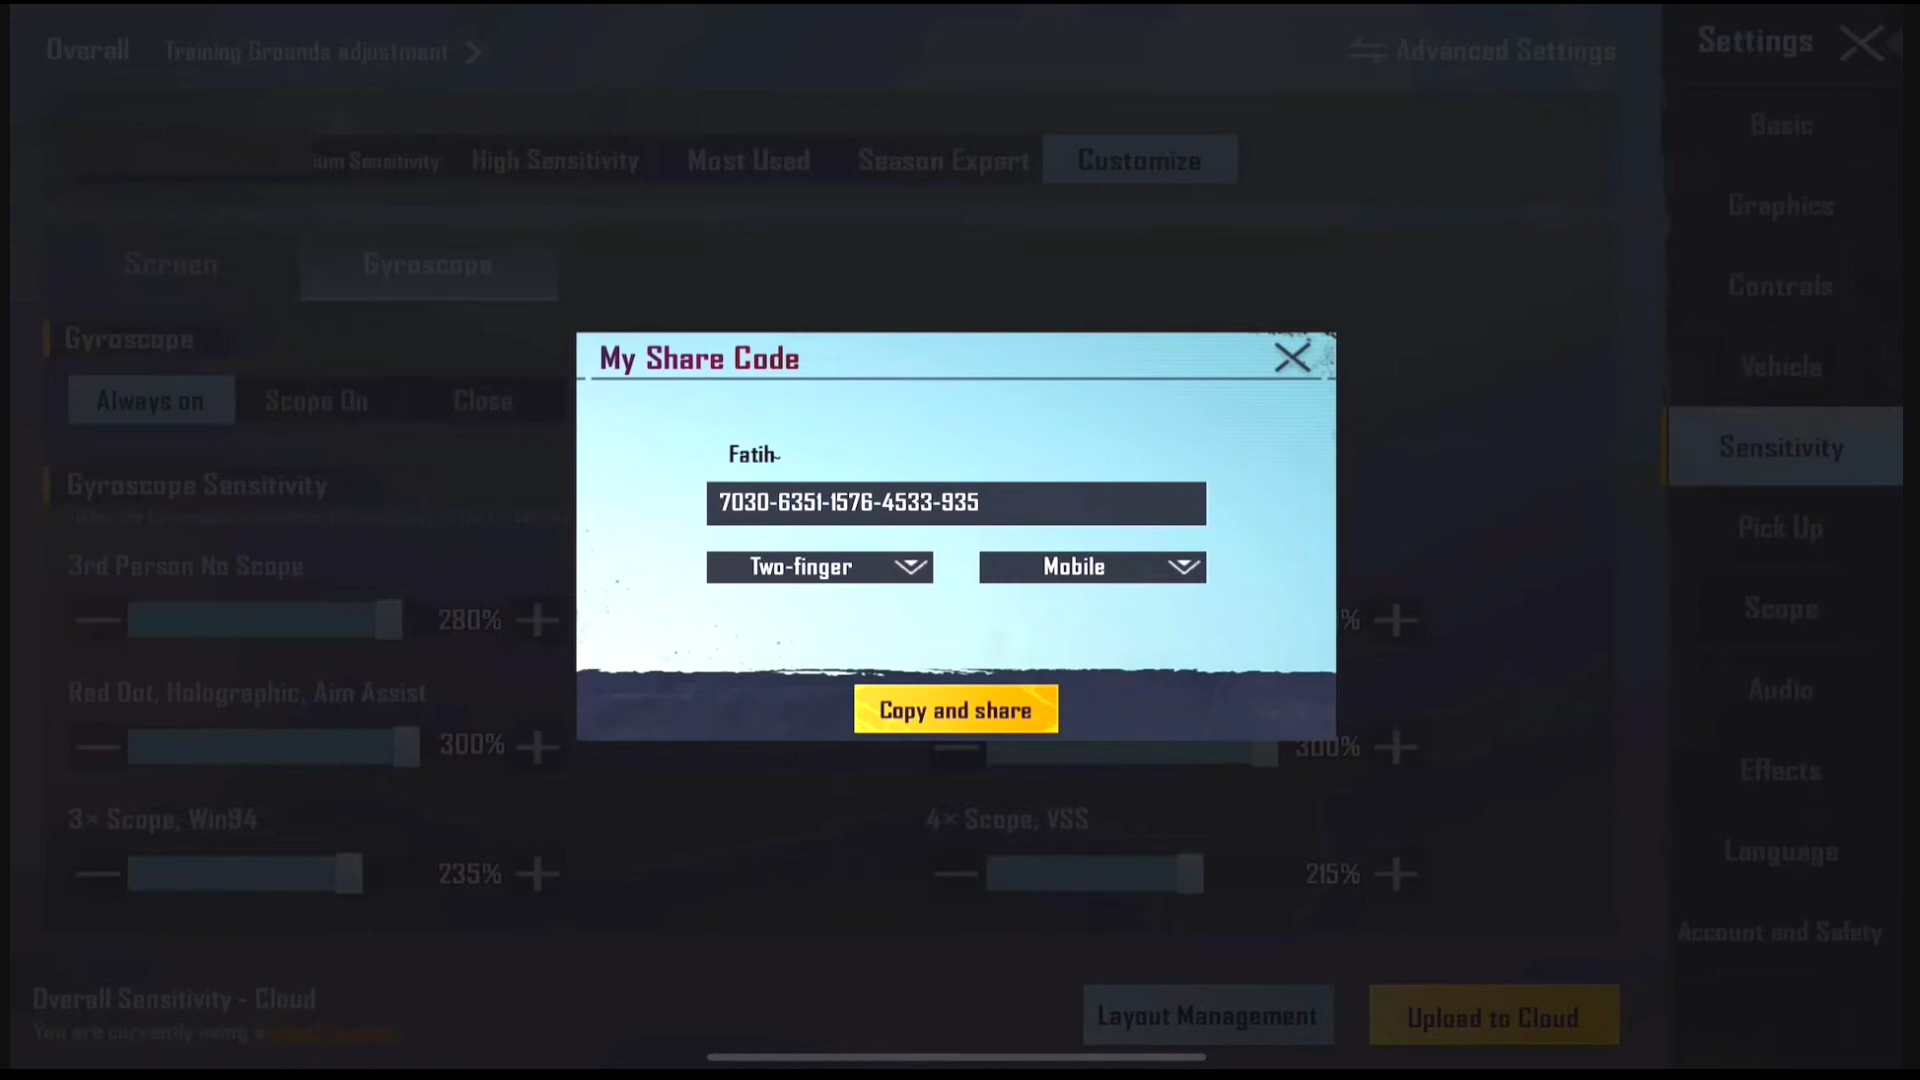 Overall Training Grounds adjustment
Advanced Settings
Settings
Basic
ium Sensitivity High Sensitivity Most Used Season Expert Customize
Graphics
Screen Gyroscope
Controls
Gyroscope
My Share Code
Vehicle
Always on Scope On Close
Sensitivity
Fatih~
Gyroscope Sensitivity
7030-6351-1576-4533-935
Pick Up
3rd Person No Scope
Two-finger Mobile
Scope
280% %
Red Dot, Holographic, Aim Assist
Audio
Copy and share
300% 300%
Effects
3× Scope, Win94 4× Scope, VSS
Language
235% 215%
Account and Safety
Overall Sensitivity - Cloud
You are currently using a
Layout Management Upload to Cloud